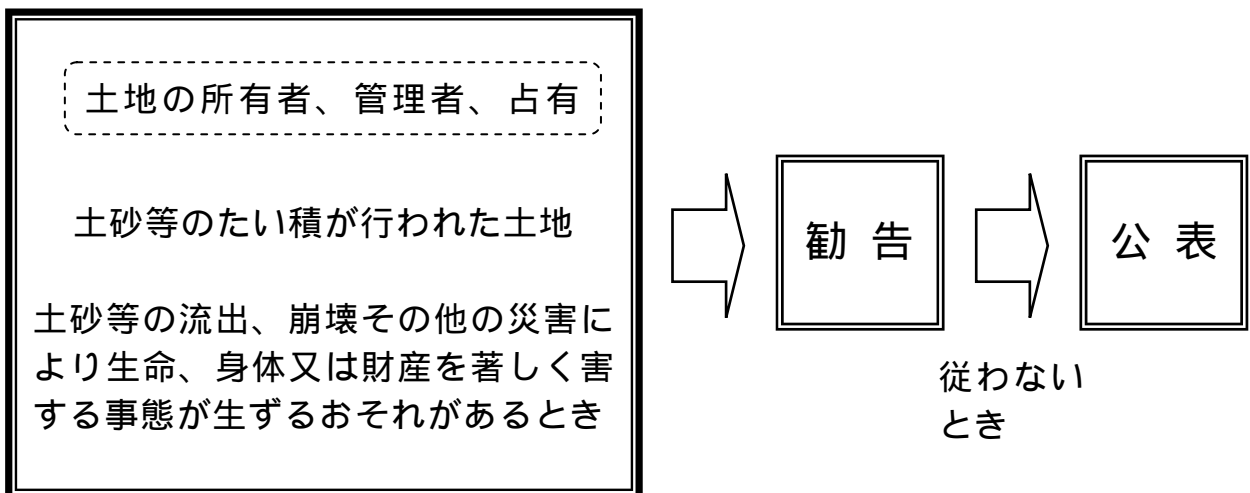 土地の所有者、管理者、占有
土砂等のたい積が行われた土地
土砂等の流出、崩壊その他の災害に
より生命、身体又は財産を著しく害
する事態が生ずるおそれがあるとき
勧 告
従わない
とき
公 表